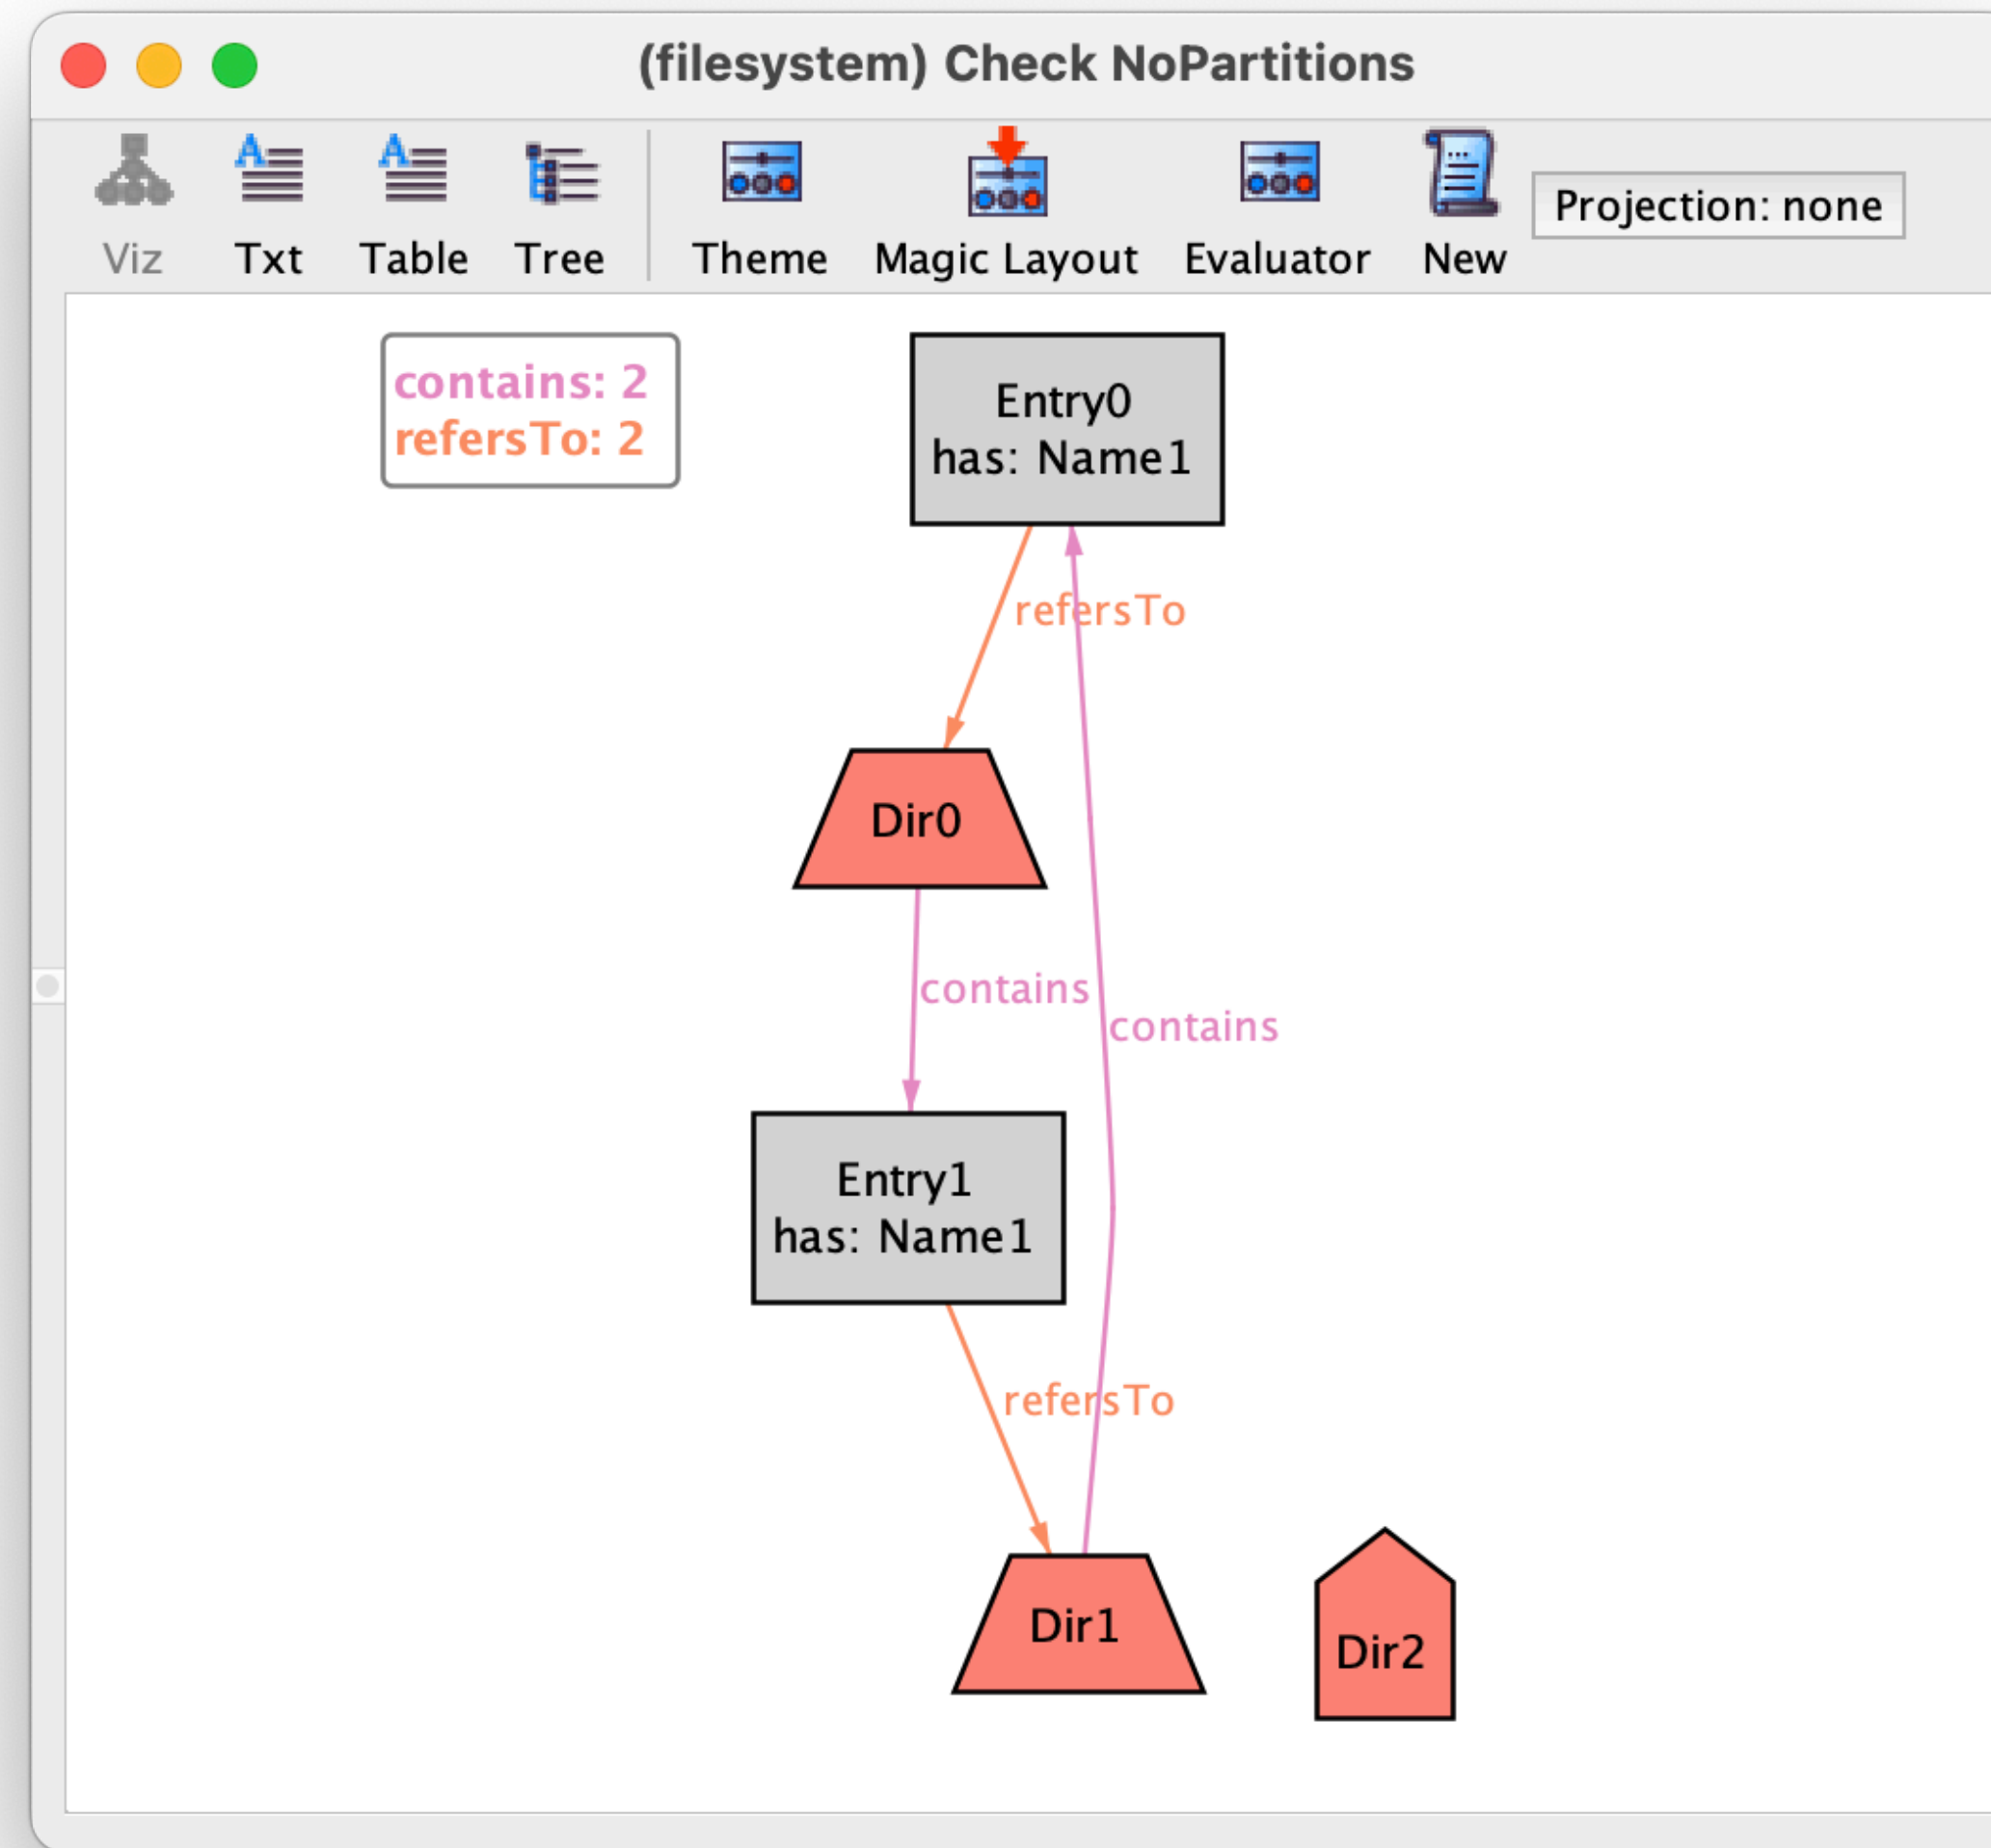 (filesystem) Check NoPartitions
Viz Txt Table Tree Theme Magic Layout Evaluator New Projection: none
contains: 2
refersTo: 2
Entry0
has: Name1
refersTo
Dir0
contains
contains
Entry1
has: Name1
refersTo
Dir1
Dir2